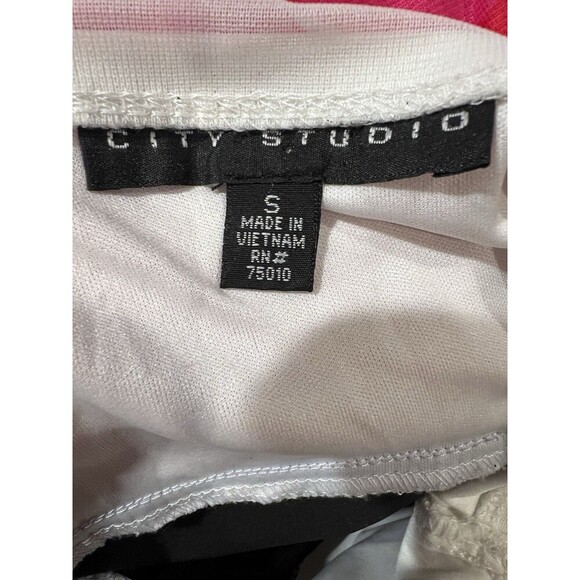 CITY STUDIO
S
MADE IN
VIETNAM
RN#
75010